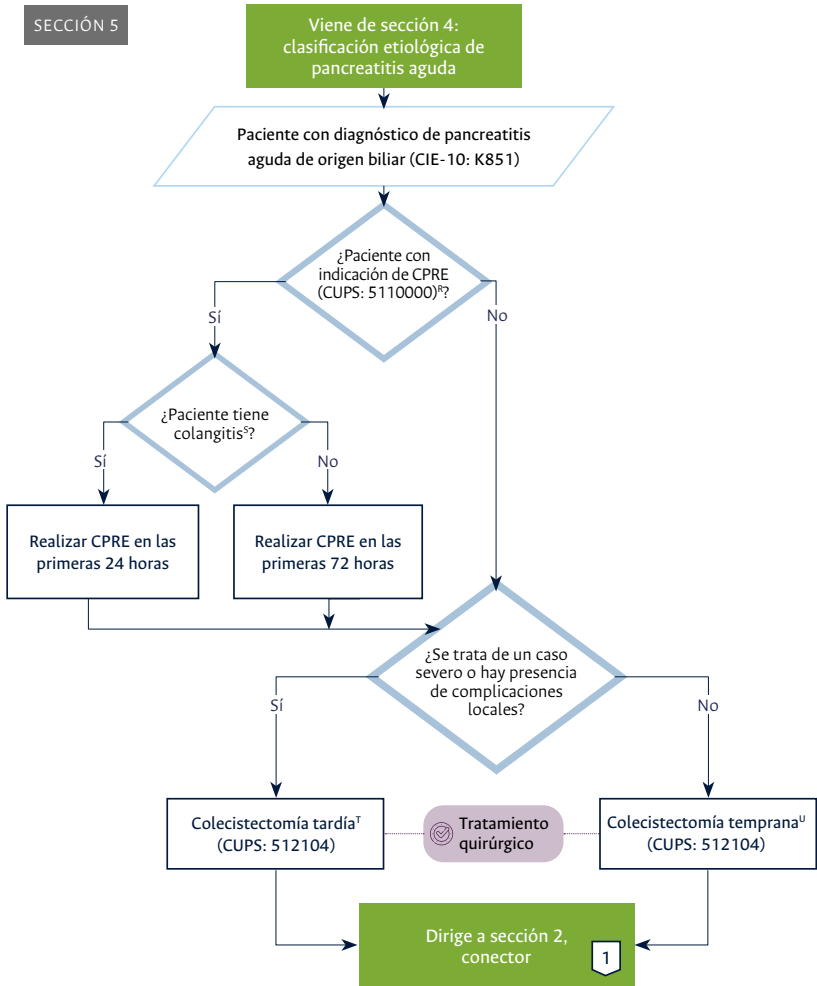 SECCIÓN 5
Viene de sección 4:
clasificación etiológica de
pancreatitis aguda
Paciente con diagnóstico de pancreatitis
aguda de origen biliar (CIE-10: K851)
¿Paciente con
indicación de CPRE
(CUPS: 5110000)ᴿ?
Sí
No
¿Paciente tiene
colangitisˢ?
Sí
No
Realizar CPRE en las
primeras 24 horas
Realizar CPRE en las
primeras 72 horas
¿Se trata de un caso
severo o hay presencia
de complicaciones
locales?
Sí
No
Colecistectomía tardíaᵀ
(CUPS: 512104)
Tratamiento
quirúrgico
Colecistectomía tempranaᵁ
(CUPS: 512104)
Dirige a sección 2,
conector
1